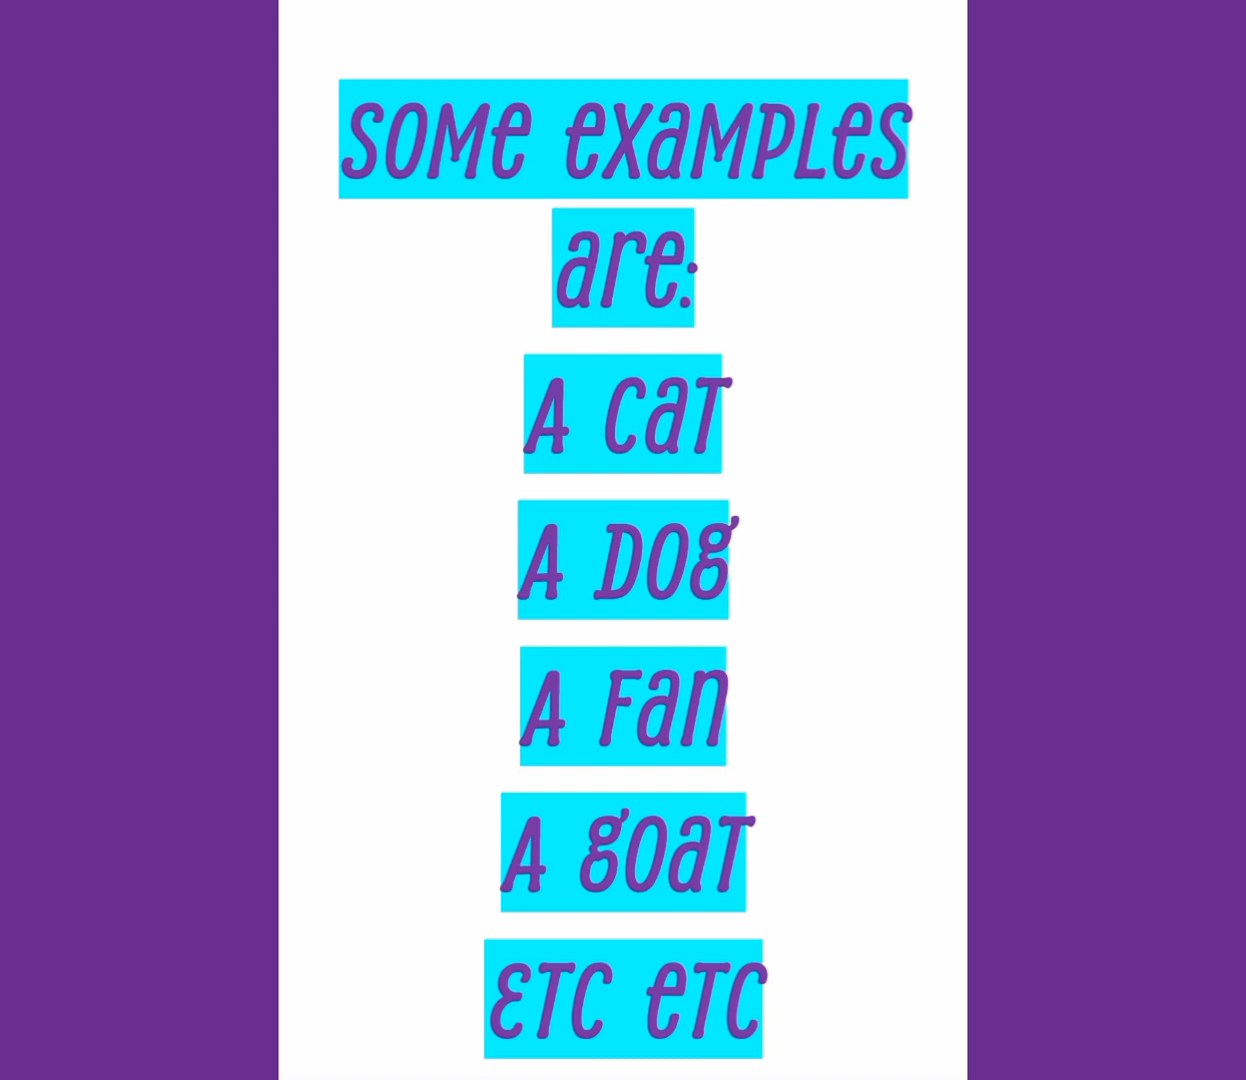 Some examples
are:
A cat
A Dog
A Fan
A goat
Etc etc